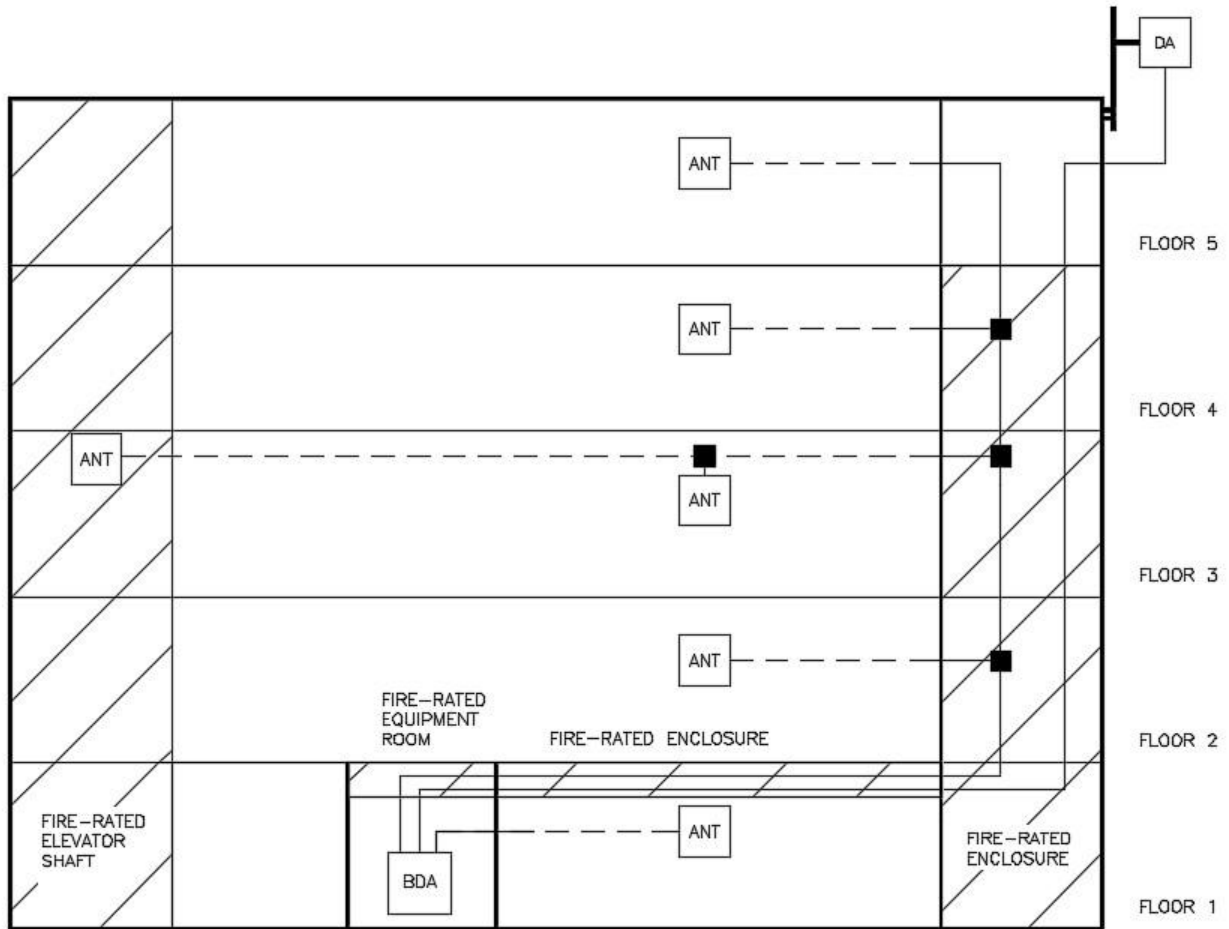 DA
ANT
FLOOR 5
ANT
FLOOR 4
ANT
ANT
FLOOR 3
ANT
FIRE-RATED
EQUIPMENT
ROOM
FIRE-RATED ENCLOSURE
FLOOR 2
FIRE-RATED
ELEVATOR
SHAFT
BDA
ANT
FIRE-RATED
ENCLOSURE
FLOOR 1